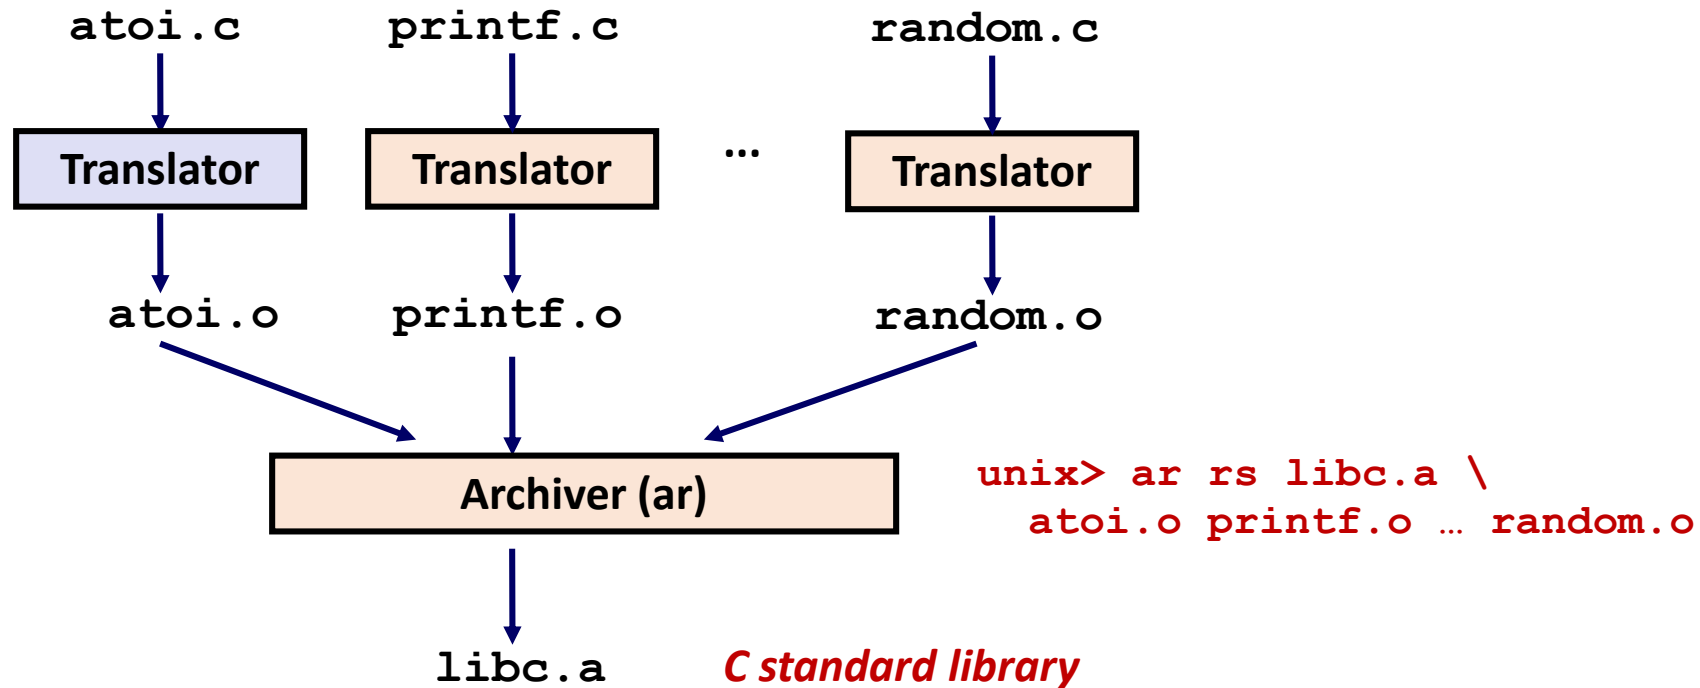 atoi.c printf.c random.c
Translator Translator … Translator
atoi.o printf.o random.o
Archiver (ar)
unix> ar rs libc.a \
atoi.o printf.o … random.o
libc.a C standard library